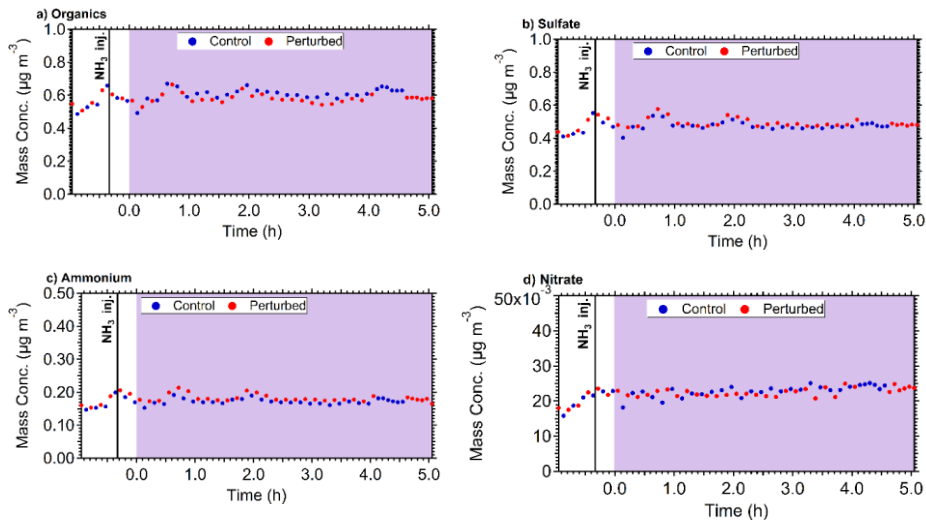 a) Organics
1.0
0.8
0.6
0.4
0.2
0.0
Mass Conc. (µg m⁻³)
NH₃ inj.
Control Perturbed
0.0 1.0 2.0 3.0 4.0 5.0
Time (h)
b) Sulfate
1.0
0.8
0.6
0.4
0.2
0.0
Mass Conc. (µg m⁻³)
NH₃ inj.
Control Perturbed
0.0 1.0 2.0 3.0 4.0 5.0
Time (h)
c) Ammonium
0.50
0.40
0.30
0.20
0.10
0.00
Mass Conc. (µg m⁻³)
NH₃ inj.
Control Perturbed
0.0 1.0 2.0 3.0 4.0 5.0
Time (h)
d) Nitrate
50x10⁻³
40
30
20
10
0
Mass Conc. (µg m⁻³)
NH₃ inj.
Control Perturbed
0.0 1.0 2.0 3.0 4.0 5.0
Time (h)